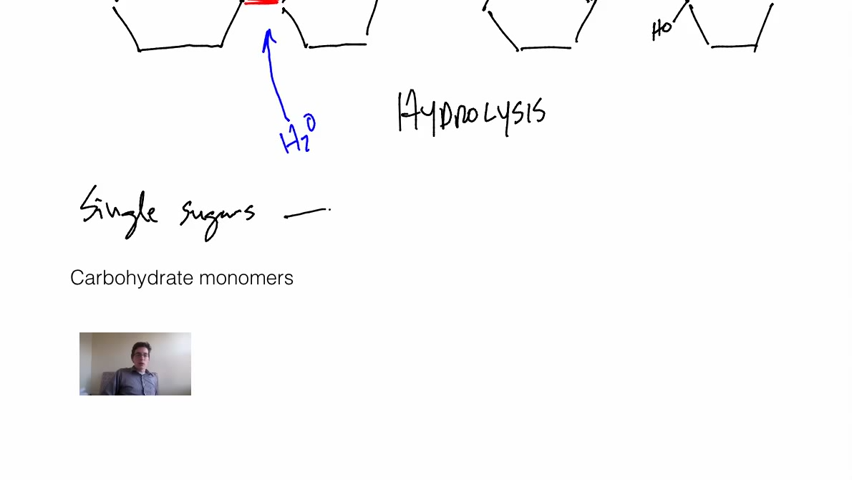 HO
HYDROLYSIS
H2O
Single sugars —
Carbohydrate monomers